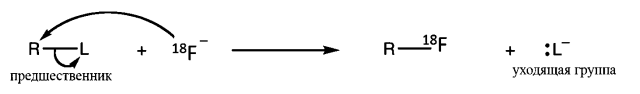 R—L + ¹⁸F⁻ → R—¹⁸F + :L⁻
предшественник уходящая группа